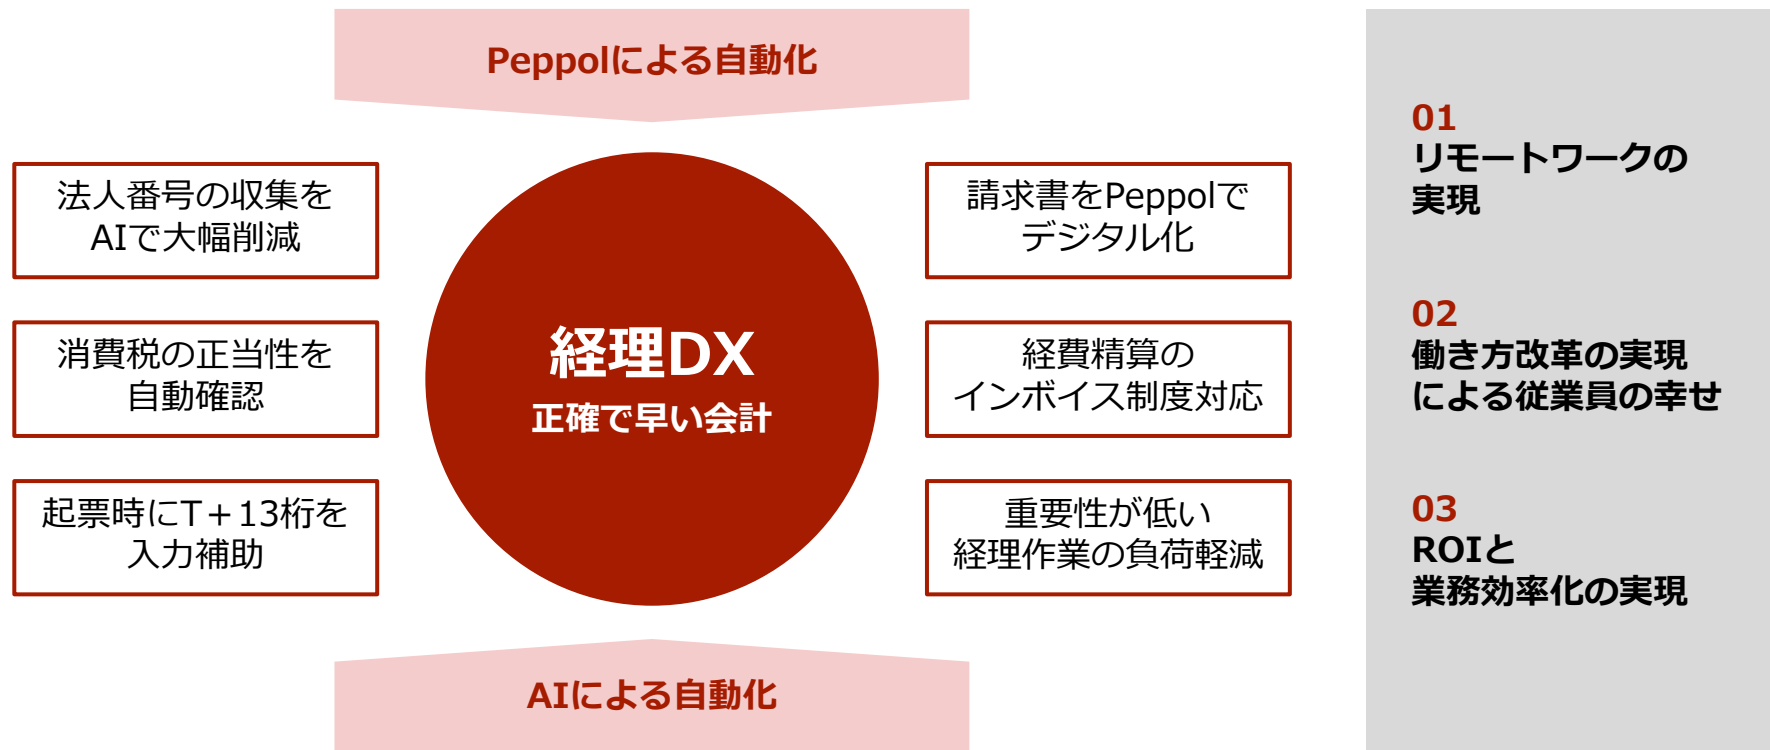 Peppolによる自動化
法人番号の収集を
AIで大幅削減
消費税の正当性を
自動確認
起票時にT＋13桁を
入力補助
経理DX
正確で早い会計
請求書をPeppolで
デジタル化
経費精算の
インボイス制度対応
重要性が低い
経理作業の負荷軽減
AIによる自動化
01
リモートワークの
実現
02
働き方改革の実現
による従業員の幸せ
03
ROIと
業務効率化の実現